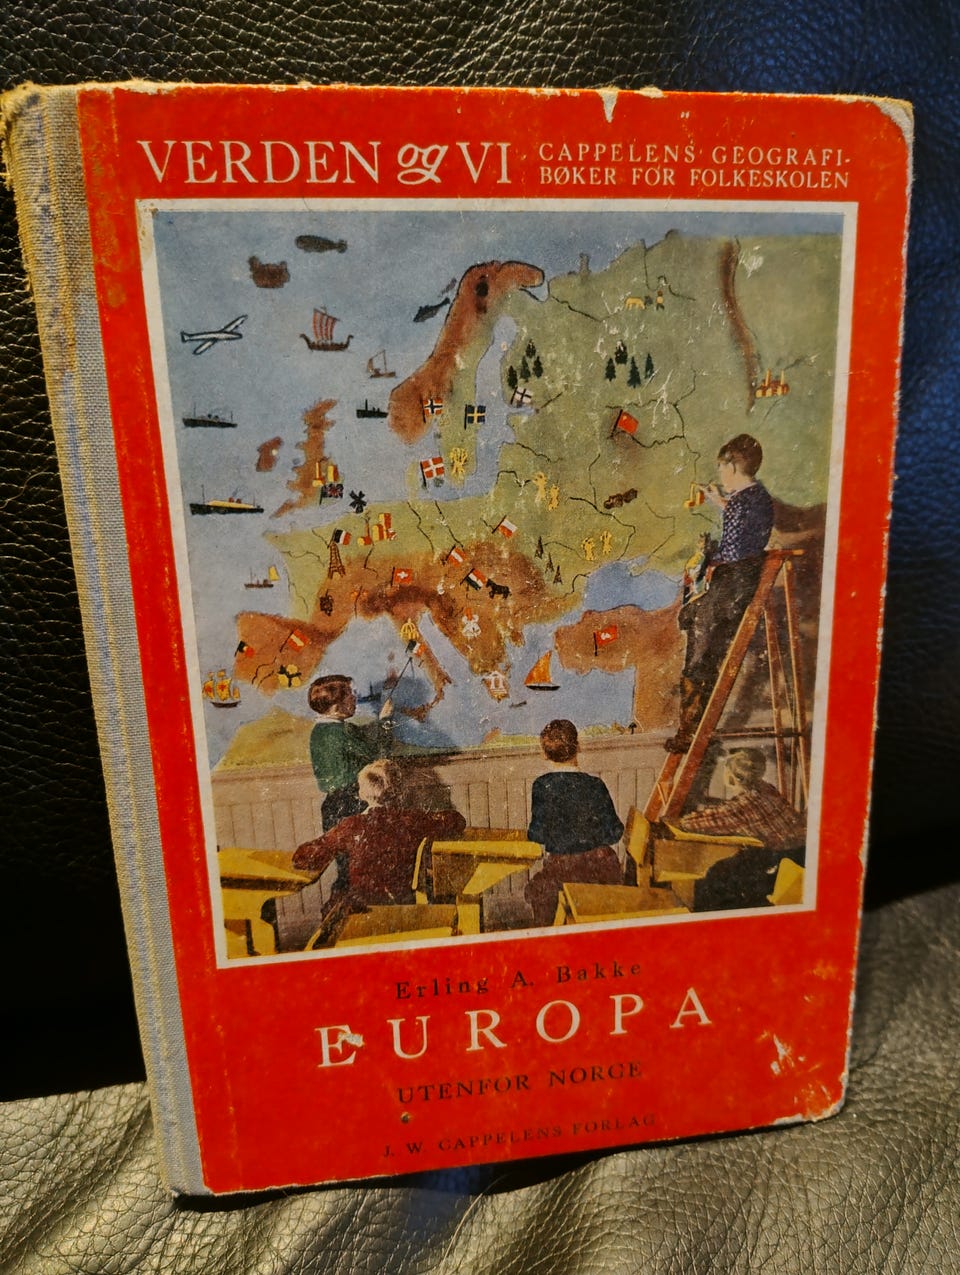 VERDEN og VI
CAPPELENS GEOGRAFI-
BØKER FOR FOLKESKOLEN
Erling A. Bakke
EUROPA
UTENFOR NORGE
J. W. CAPPELENS FORLAG